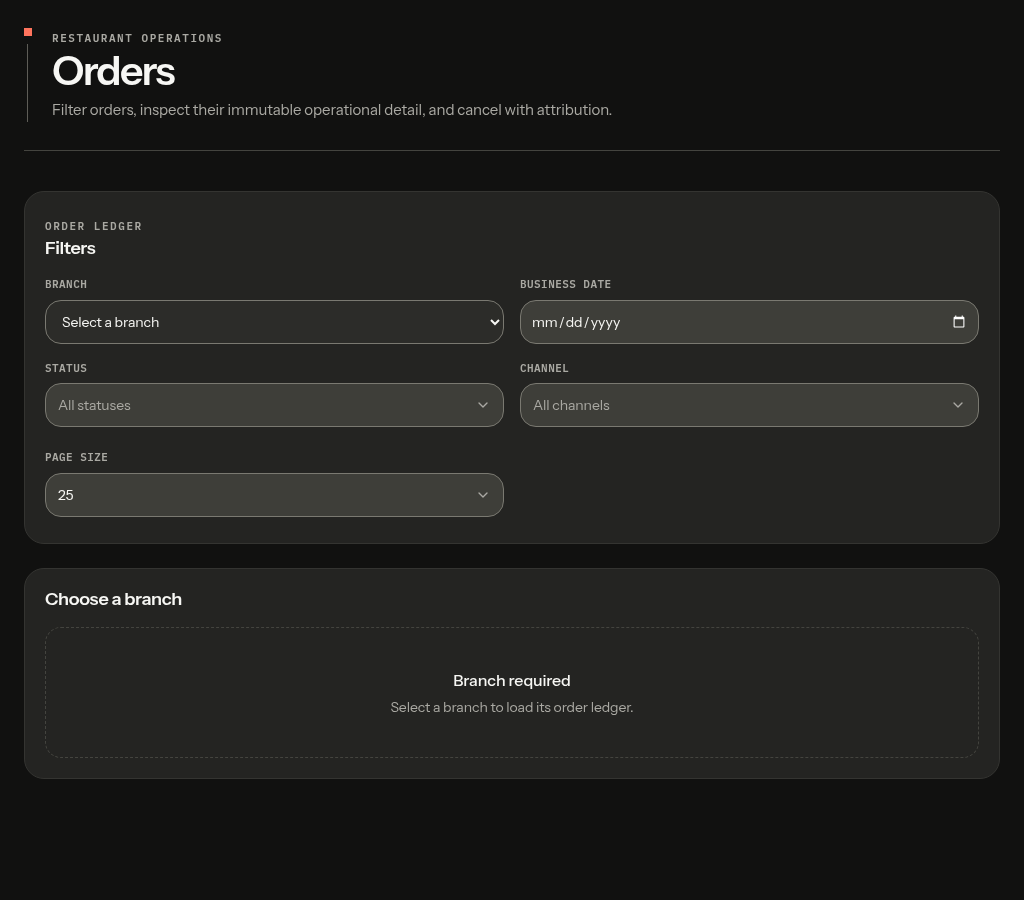 RESTAURANT OPERATIONS
Orders
Filter orders, inspect their immutable operational detail, and cancel with attribution.
ORDER LEDGER
Filters
BRANCH
BUSINESS DATE
Select a branch
mm/dd/yyyy
STATUS
CHANNEL
All statuses
All channels
PAGE SIZE
25
Choose a branch
Branch required
Select a branch to load its order ledger.